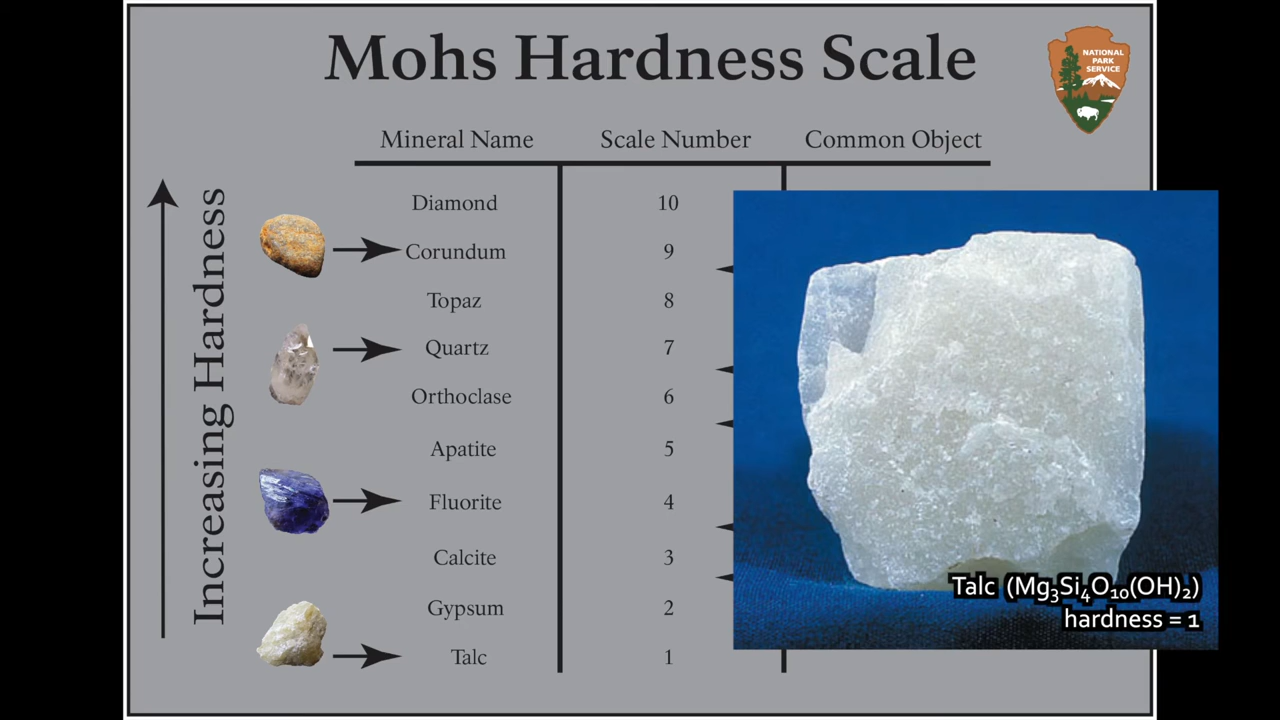 Mohs Hardness Scale
NATIONAL
PARK
SERVICE
Mineral Name Scale Number Common Object
Increasing Hardness
Diamond 10
Corundum 9
Topaz 8
Quartz 7
Orthoclase 6
Apatite 5
Fluorite 4
Calcite 3
Gypsum 2
Talc 1
Talc (Mg₃Si₄O₁₀(OH)₂)
hardness = 1